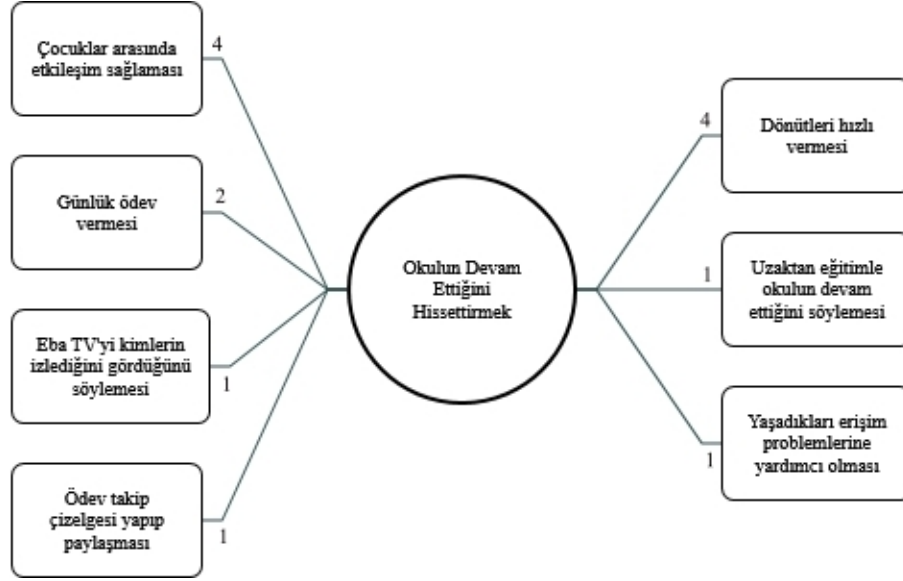 Çocuklar arasında
etkileşim sağlaması
4
Günlük ödev
vermesi
2
Eba TV'yi kimlerin
izlediğini gördüğünü
söylemesi
1
Ödev takip
çizelgesi yapıp
paylaşması
1
Okulun Devam
Ettiğini
Hissettirmek
4
Dönütleri hızlı
vermesi
1
Uzaktan eğitimle
okulun devam
ettiğini söylemesi
1
Yaşadıkları erişim
problemlerine
yardımcı olması